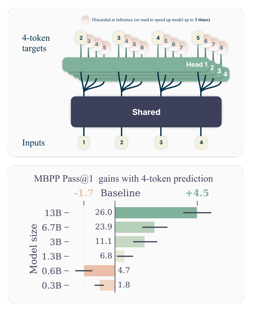 Discarded at inference (or used to speed up model up to 3 times)
4-token
targets
2 3 4 5
3 4 5 6
4 5 6 7
5 6 7 8
Head 1
2
3
4
Shared
Inputs
1 2 3 4
MBPP Pass@1 gains with 4-token prediction
-1.7 Baseline +4.5
Model size
13B 26.0
6.7B 23.9
3B 11.1
1.3B 6.8
0.6B 4.7
0.3B 1.8